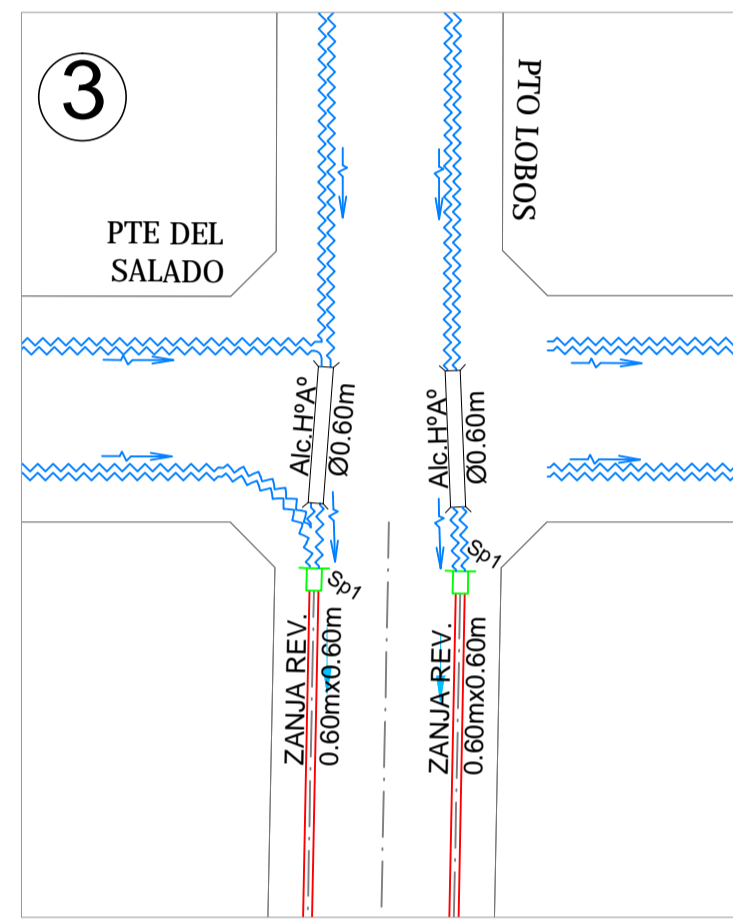 3
PTO LOBOS
PTE DEL
SALADO
Alc.HºAº
Ø0.60m
Alc.HºAº
Ø0.60m
Sp1
Sp1
ZANJA REV.
0.60mx0.60m
ZANJA REV.
0.60mx0.60m